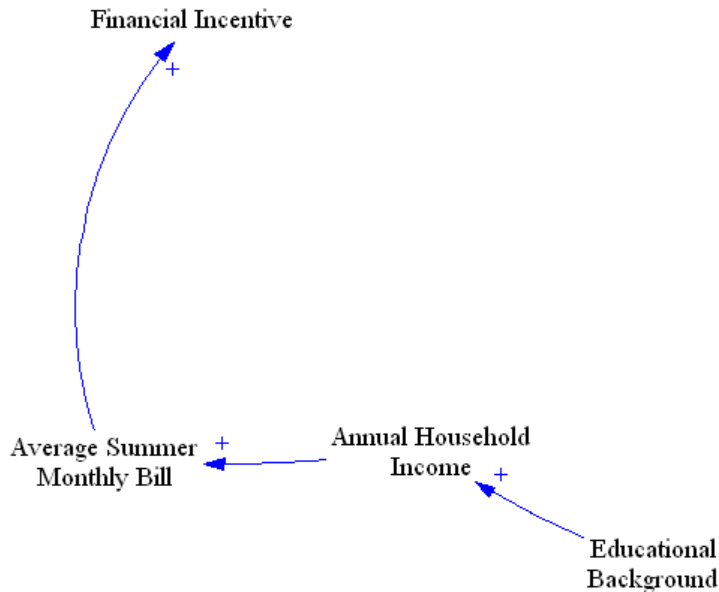 Financial Incentive
+
Average Summer
Monthly Bill
+
Annual Household
Income
+
Educational
Background